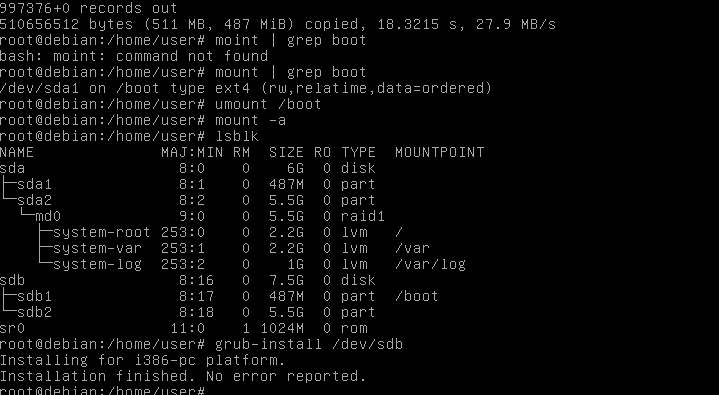 997376+0 records out
510656512 bytes (511 MB, 487 MiB) copied, 18.3215 s, 27.9 MB/s
root@debian:/home/user# moint | grep boot
bash: moint: command not found
root@debian:/home/user# mount | grep boot
/dev/sda1 on /boot type ext4 (rw,relatime,data=ordered)
root@debian:/home/user# umount /boot
root@debian:/home/user# mount -a
root@debian:/home/user# lsblk
NAME                MAJ:MIN RM  SIZE RO TYPE  MOUNTPOINT
sda                   8:0    0    6G  0 disk
├─sda1                8:1    0  487M  0 part
└─sda2                8:2    0  5.5G  0 part
  └─md0               9:0    0  5.5G  0 raid1
    ├─system-root 253:0    0  2.2G  0 lvm   /
    ├─system-var  253:1    0  2.2G  0 lvm   /var
    └─system-log  253:2    0    1G  0 lvm   /var/log
sdb                   8:16   0  7.5G  0 disk
├─sdb1                8:17   0  487M  0 part  /boot
└─sdb2                8:18   0  5.5G  0 part
sr0                  11:0    1 1024M  0 rom
root@debian:/home/user# grub-install /dev/sdb
Installing for i386-pc platform.
Installation finished. No error reported.
root@debian:/home/user#